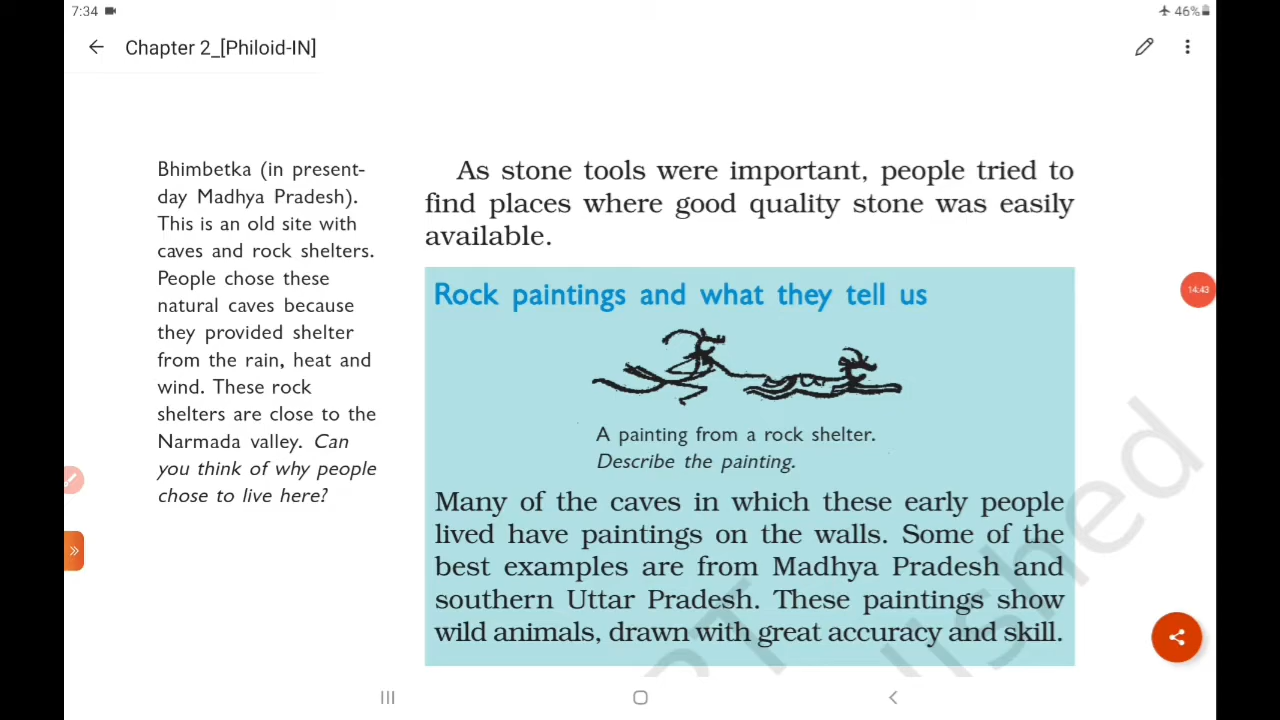 7:34
46%
Chapter 2_[Philoid-IN]
Bhimbetka (in present-
day Madhya Pradesh).
This is an old site with
caves and rock shelters.
People chose these
natural caves because
they provided shelter
from the rain, heat and
wind. These rock
shelters are close to the
Narmada valley. Can
you think of why people
chose to live here?
As stone tools were important, people tried to
find places where good quality stone was easily
available.
Rock paintings and what they tell us
A painting from a rock shelter.
Describe the painting.
Many of the caves in which these early people
lived have paintings on the walls. Some of the
best examples are from Madhya Pradesh and
southern Uttar Pradesh. These paintings show
wild animals, drawn with great accuracy and skill.
14:43